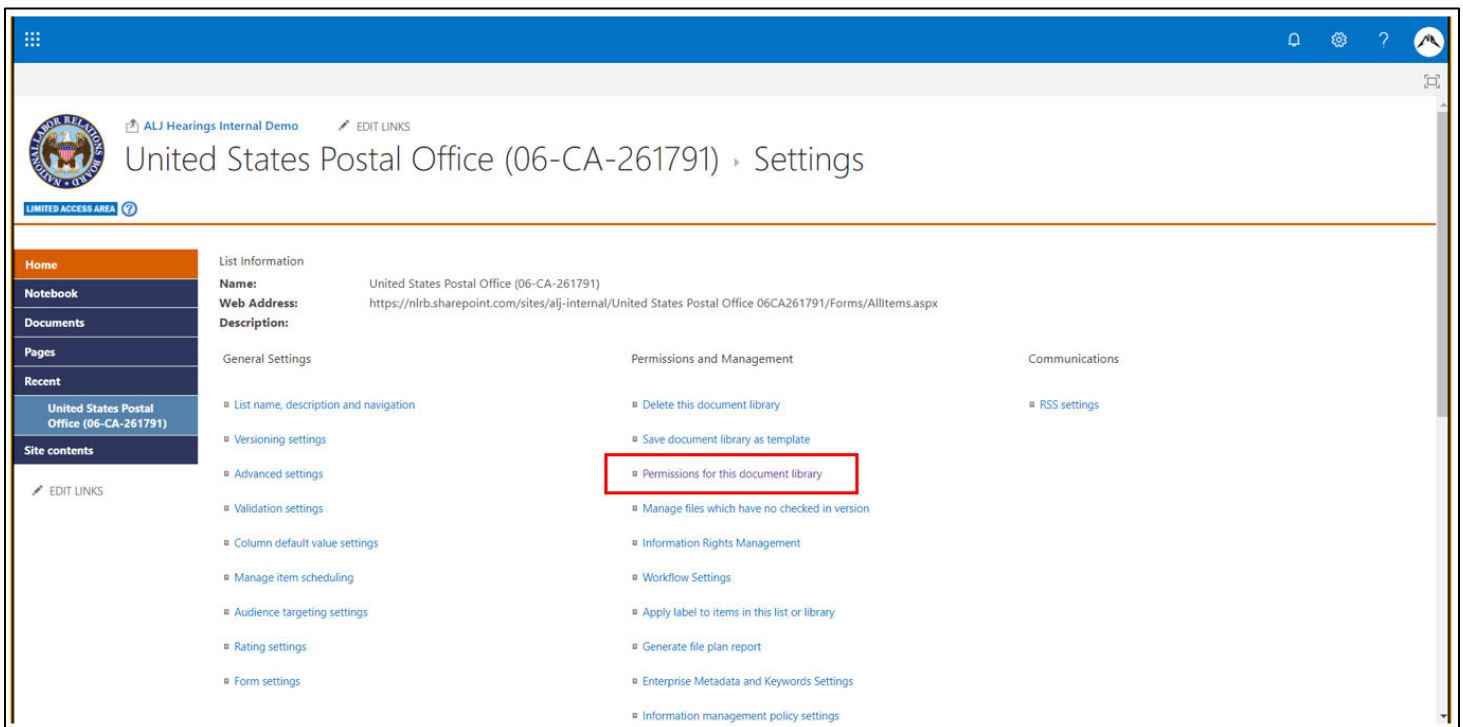 ?
ALJ Hearings Internal Demo
EDIT LINKS
NATIONAL LABOR RELATIONS BOARD
United States Postal Office (06-CA-261791) › Settings
LIMITED ACCESS AREA ?
Home
Notebook
Documents
Pages
Recent
United States Postal
Office (06-CA-261791)
Site contents
EDIT LINKS
List Information
Name: United States Postal Office (06-CA-261791)
Web Address: https://nlrb.sharepoint.com/sites/alj-internal/United States Postal Office 06CA261791/Forms/AllItems.aspx
Description:
General Settings
List name, description and navigation
Versioning settings
Advanced settings
Validation settings
Column default value settings
Manage item scheduling
Audience targeting settings
Rating settings
Form settings
Permissions and Management
Delete this document library
Save document library as template
Permissions for this document library
Manage files which have no checked in version
Information Rights Management
Workflow Settings
Apply label to items in this list or library
Generate file plan report
Enterprise Metadata and Keywords Settings
Information management policy settings
Communications
RSS settings